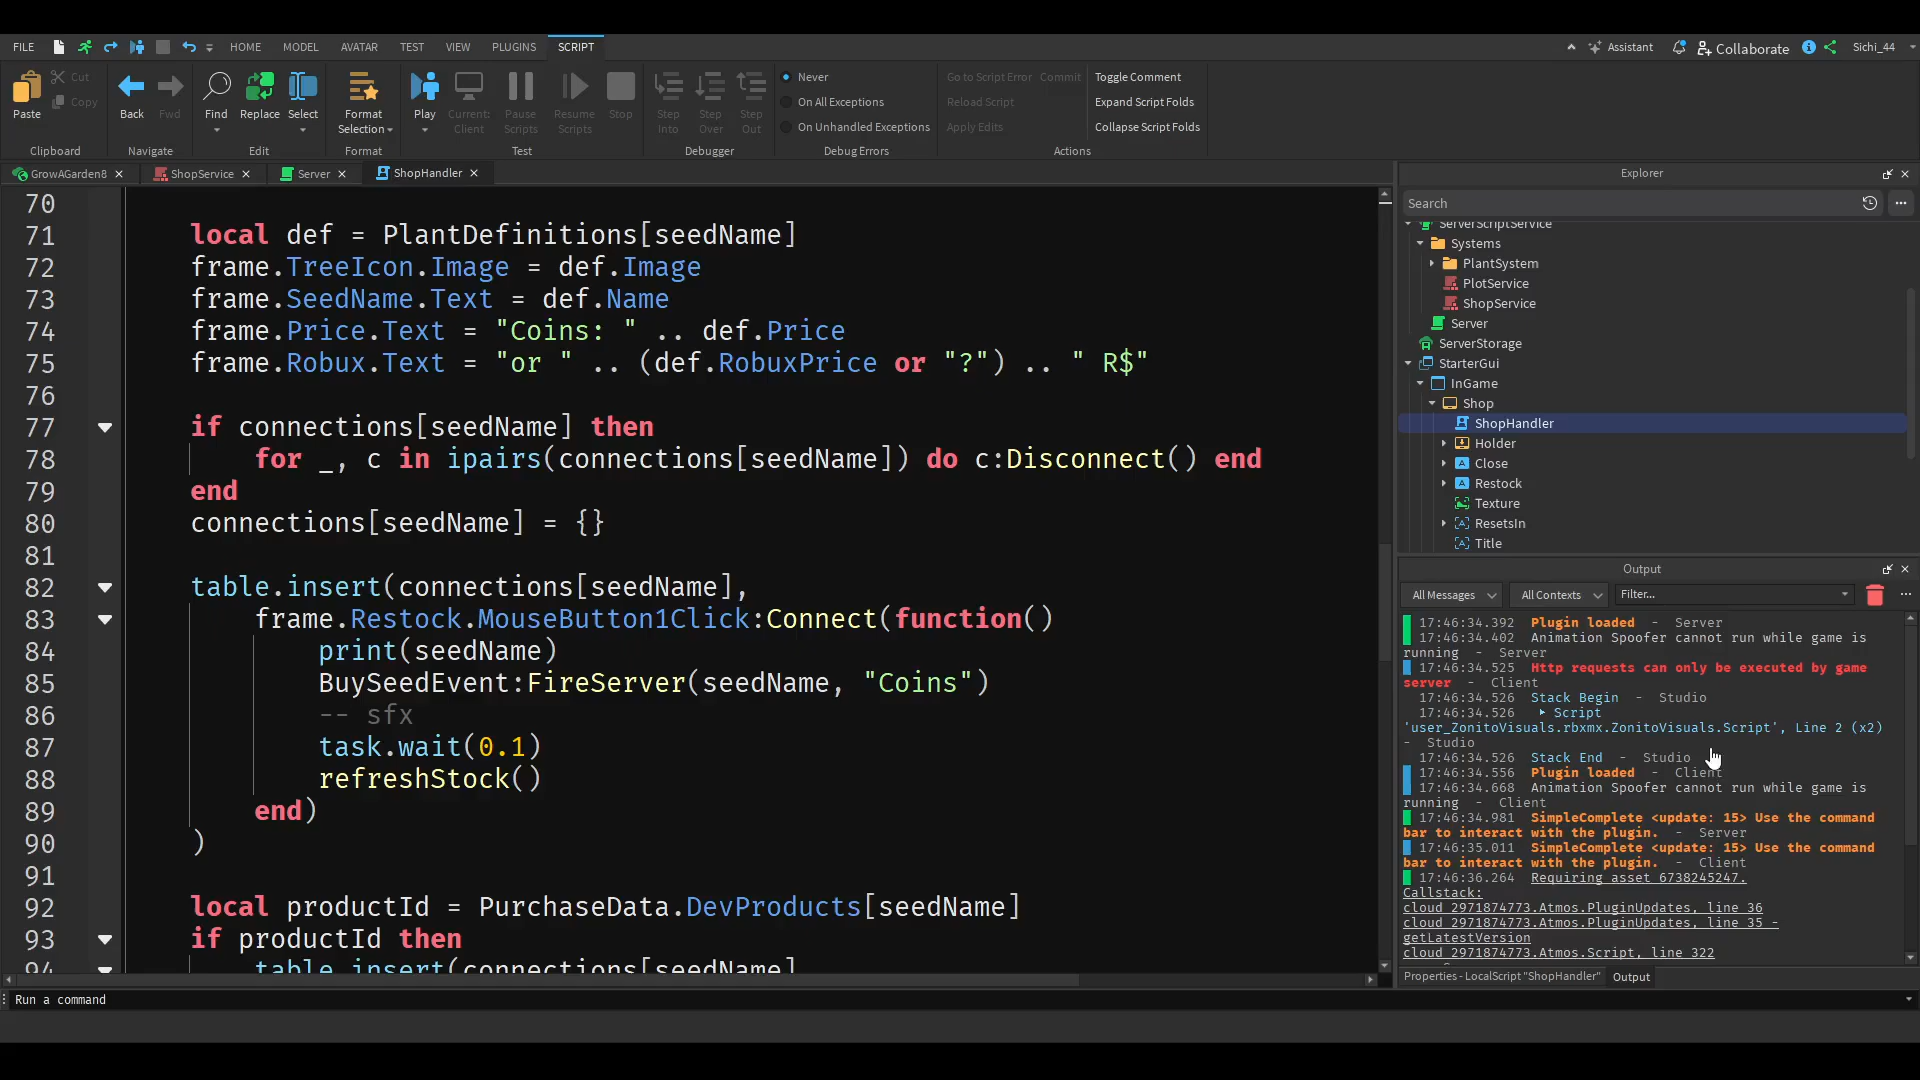 FILE HOME MODEL AVATAR TEST VIEW PLUGINS SCRIPT Assistant Collaborate Sichi_44
Paste Cut Copy Back Fwd Find Replace Select Format Selection Play Current: Client Pause Scripts Resume Scripts Stop Step Into Step Over Step Out
Never
On All Exceptions
On Unhandled Exceptions
Go to Script Error Commit
Reload Script
Apply Edits
Toggle Comment
Expand Script Folds
Collapse Script Folds
Clipboard Navigate Edit Format Test Debugger Debug Errors Actions
GrowAGarden8 ShopService Server ShopHandler
70
71 local def = PlantDefinitions[seedName]
72 frame.TreeIcon.Image = def.Image
73 frame.SeedName.Text = def.Name
74 frame.Price.Text = "Coins: " .. def.Price
75 frame.Robux.Text = "or " .. (def.RobuxPrice or "?") .. " R$"
76
77 if connections[seedName] then
78 for _, c in ipairs(connections[seedName]) do c:Disconnect() end
79 end
80 connections[seedName] = {}
81
82 table.insert(connections[seedName],
83 frame.Restock.MouseButton1Click:Connect(function()
84 print(seedName)
85 BuySeedEvent:FireServer(seedName, "Coins")
86 -- sfx
87 task.wait(0.1)
88 refreshStock()
89 end)
90 )
91
92 local productId = PurchaseData.DevProducts[seedName]
93 if productId then
94 table.insert(connections[seedName],
Run a command
Explorer
Search
ServerScriptService
Systems
PlantSystem
PlotService
ShopService
Server
ServerStorage
StarterGui
InGame
Shop
ShopHandler
Holder
Close
Restock
Texture
ResetsIn
Title
Output
All Messages All Contexts Filter...
17:46:34.392 Plugin loaded - Server
17:46:34.402 Animation Spoofer cannot run while game is
running - Server
17:46:34.525 Http requests can only be executed by game
server - Client
17:46:34.526 Stack Begin - Studio
17:46:34.526 Script
'user_ZonitoVisuals.rbxmx.ZonitoVisuals.Script', Line 2 (x2)
- Studio
17:46:34.526 Stack End - Studio
17:46:34.556 Plugin loaded - Client
17:46:34.668 Animation Spoofer cannot run while game is
running - Client
17:46:34.981 SimpleComplete <update: 15> Use the command
bar to interact with the plugin. - Server
17:46:35.011 SimpleComplete <update: 15> Use the command
bar to interact with the plugin. - Client
17:46:36.264 Requiring asset 6738245247.
Callstack:
cloud_2971874773.Atmos.PluginUpdates, line 36
cloud_2971874773.Atmos.PluginUpdates, line 35 -
getLatestVersion
cloud_2971874773.Atmos.Script, line 322
Properties - LocalScript "ShopHandler" Output